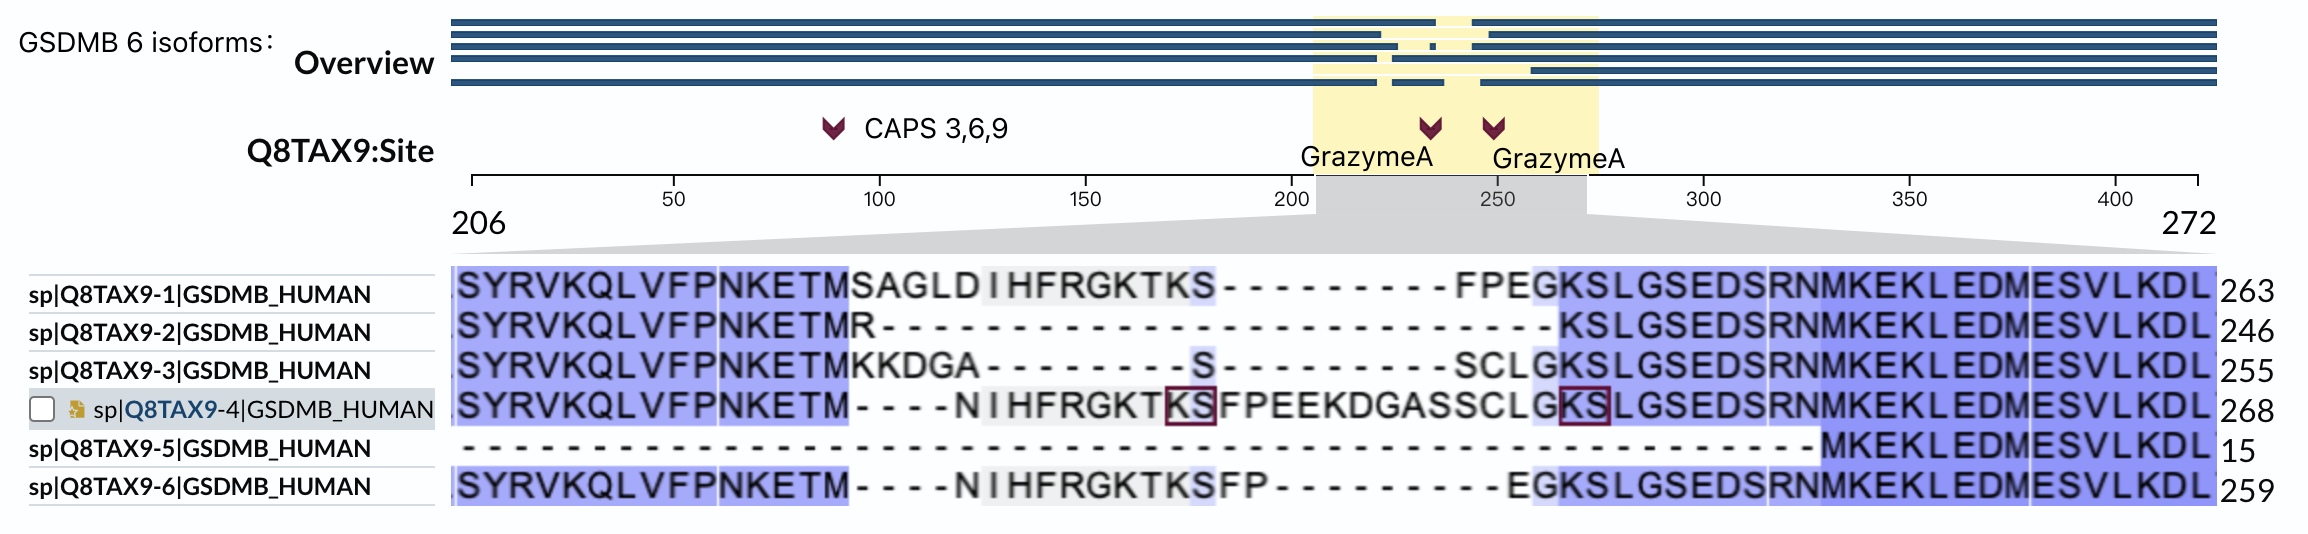 GSDMB 6 isoforms:
Overview
CAPS 3,6,9
Q8TAX9:Site
GrazymeA GrazymeA
50 100 150 200 250 300 350 400
206 272
sp|Q8TAX9-1|GSDMB_HUMAN SYRVKQLVFPNKETMSAGLDIHFRGKTKS---------FPEGKSLGSEDSRNMKEKLEDMESVLKDL 263
sp|Q8TAX9-2|GSDMB_HUMAN SYRVKQLVFPNKETMR--------------------------KSLGSEDSRNMKEKLEDMESVLKDL 246
sp|Q8TAX9-3|GSDMB_HUMAN SYRVKQLVFPNKETMKKDGA--------S---------SCLGKSLGSEDSRNMKEKLEDMESVLKDL 255
sp|Q8TAX9-4|GSDMB_HUMAN SYRVKQLVFPNKETM----NIHFRGKTKSFPEEKDGASSCLGKSLGSEDSRNMKEKLEDMESVLKDL 268
sp|Q8TAX9-5|GSDMB_HUMAN ----------------------------------------------------MKEKLEDMESVLKDL 15
sp|Q8TAX9-6|GSDMB_HUMAN SYRVKQLVFPNKETM----NIHFRGKTKSFP---------EGKSLGSEDSRNMKEKLEDMESVLKDL 259